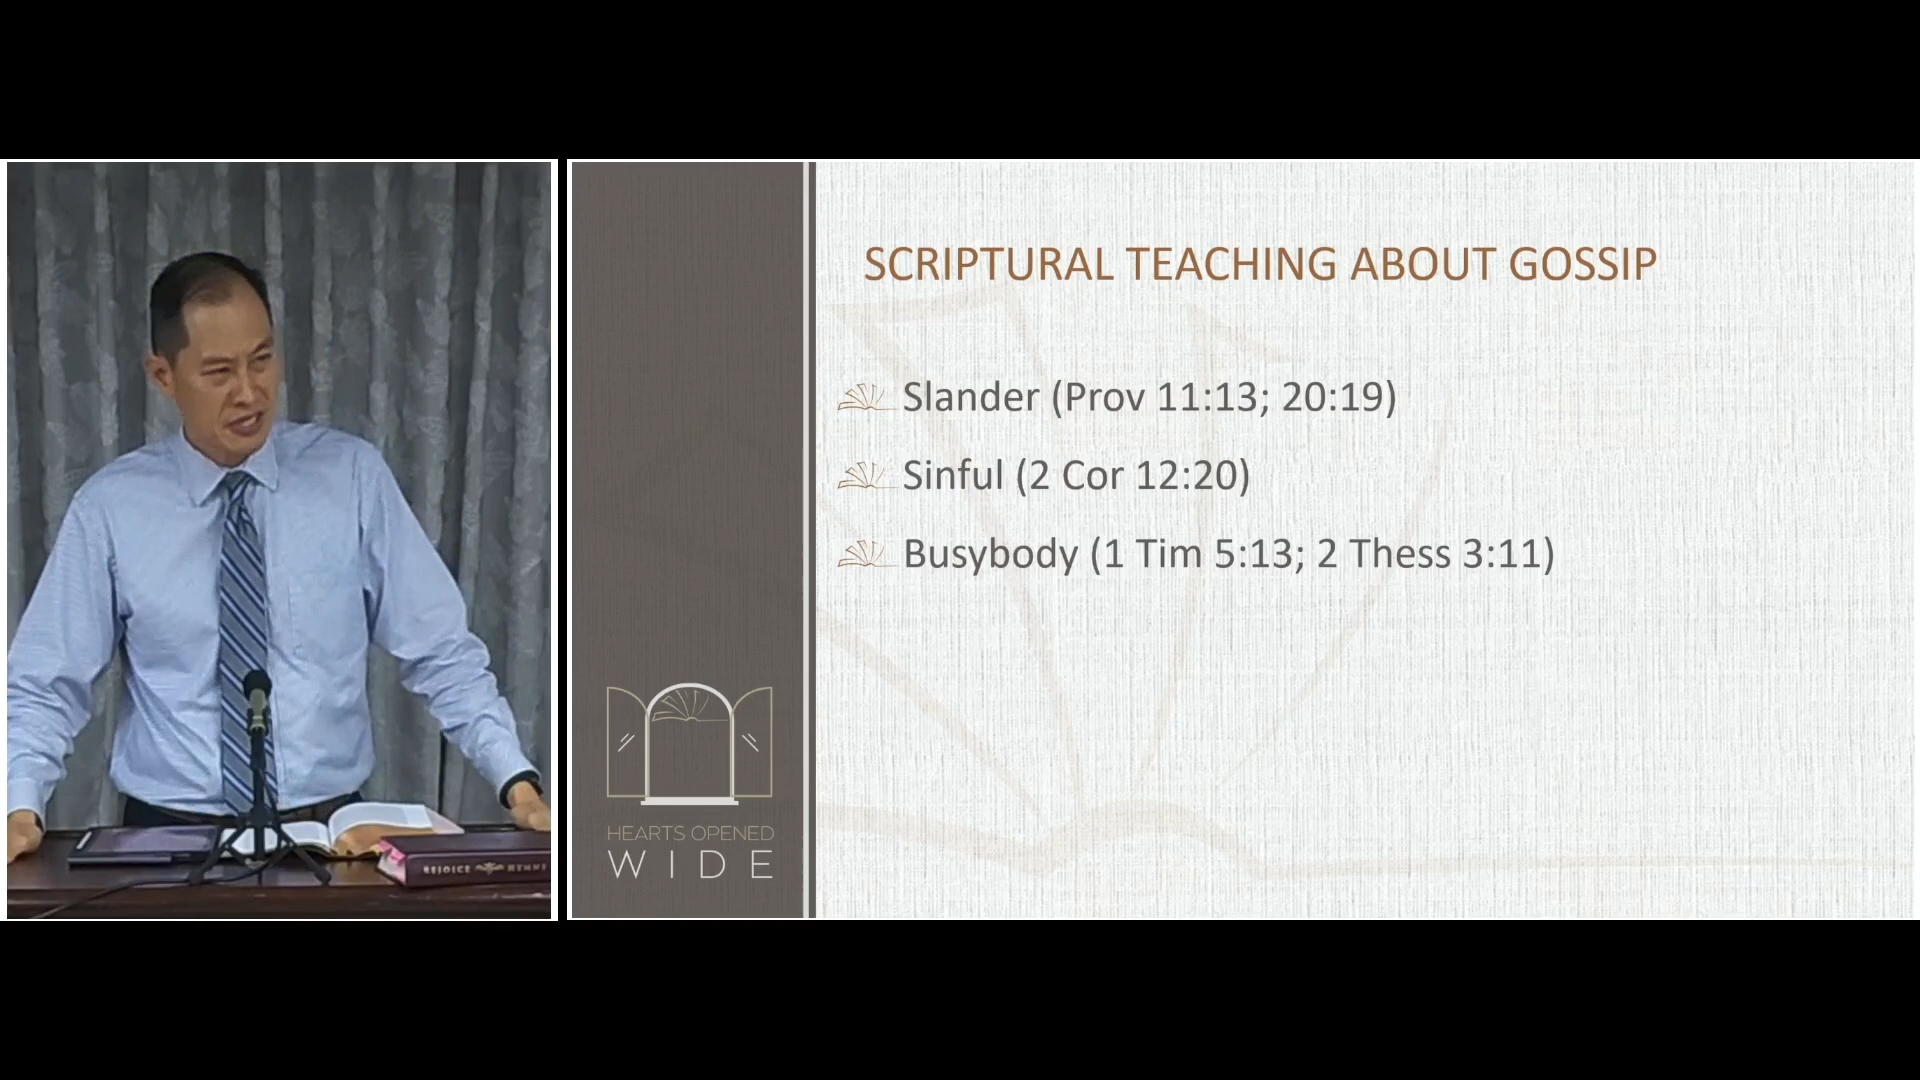 SCRIPTURAL TEACHING ABOUT GOSSIP
Slander (Prov 11:13; 20:19)
Sinful (2 Cor 12:20)
Busybody (1 Tim 5:13; 2 Thess 3:11)
HEARTS OPENED
WIDE
REJOICE HYMNS